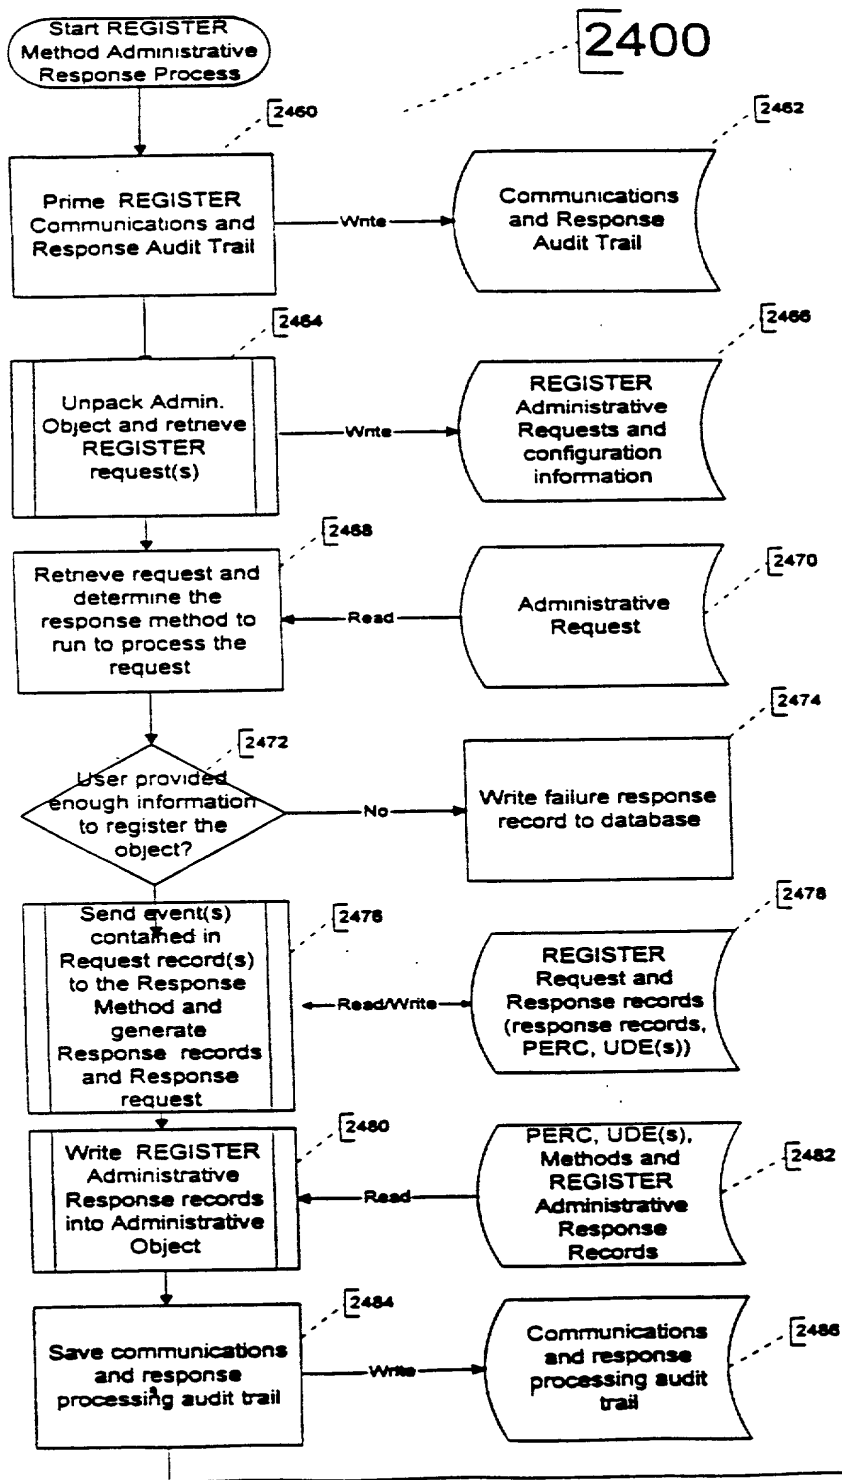 Start REGISTER
Method Administrative
Response Process
2400
2460
2462
Prime REGISTER
Communications and
Response Audit Trail
Write
Communications
and Response
Audit Trail
2464
2466
Unpack Admin.
Object and retrieve
REGISTER
request(s)
Write
REGISTER
Administrative
Requests and
configuration
information
2468
2470
Retrieve request and
determine the
response method to
run to process the
request
Read
Administrative
Request
2472
2474
User provided
enough information
to register the
object?
No
Write failure response
record to database
2476
2478
Send event(s)
contained in
Request record(s)
to the Response
Method and
generate
Response records
and Response
request
Read/Write
REGISTER
Request and
Response records
(response records,
PERC, UDE(s))
2480
2482
Write REGISTER
Administrative
Response records
into Administrative
Object
Read
PERC, UDE(s),
Methods and
REGISTER
Administrative
Response
Records
2484
2486
Save communications
and response
processing audit trail
Write
Communications
and response
processing audit
trail